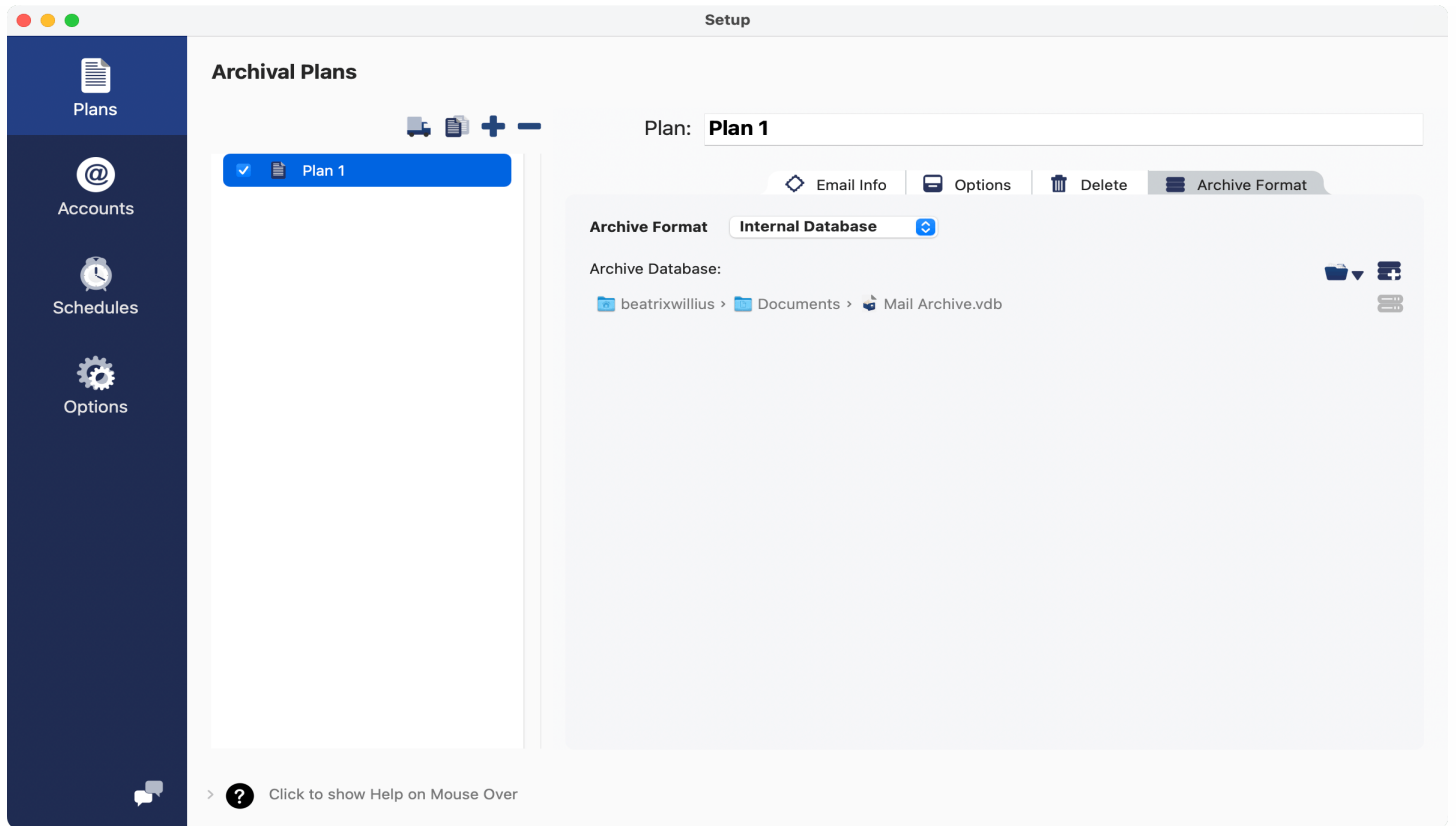 Setup
Plans
Accounts
Schedules
Options
Archival Plans
Plan 1
Plan: Plan 1
Email Info Options Delete Archive Format
Archive Format Internal Database
Archive Database:
beatrixwillius › Documents › Mail Archive.vdb
? Click to show Help on Mouse Over